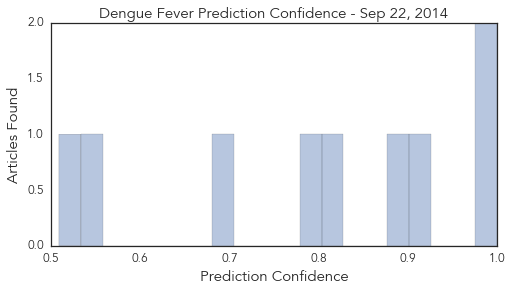 Dengue Fever Prediction Confidence - Sep 22, 2014
2.0
1.5
1.0
0.5
0.0
Articles Found
0.5 0.6 0.7 0.8 0.9 1.0
Prediction Confidence